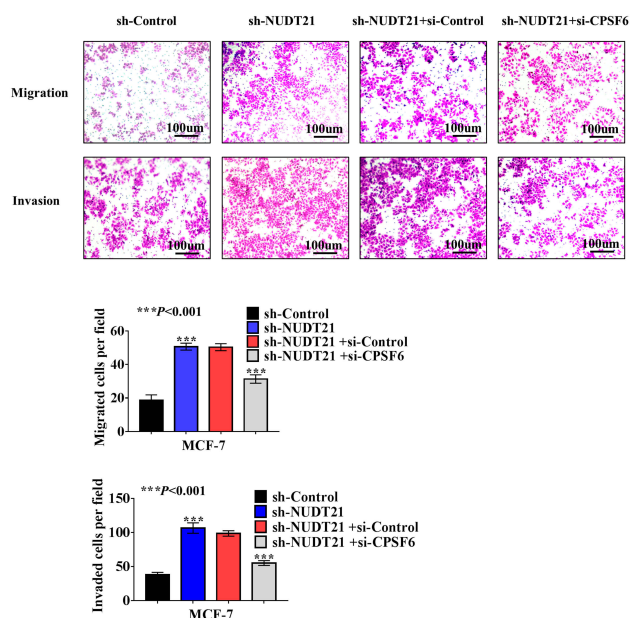 sh-Control sh-NUDT21 sh-NUDT21+si-Control sh-NUDT21+si-CPSF6
Migration
100um 100um 100um 100um
Invasion
100um 100um 100um 100um
***P<0.001
sh-Control
sh-NUDT21
sh-NUDT21 +si-Control
sh-NUDT21 +si-CPSF6
Migrated cells per field
60
40
20
0
***
***
MCF-7
***P<0.001
sh-Control
sh-NUDT21
sh-NUDT21 +si-Control
sh-NUDT21 +si-CPSF6
Invaded cells per field
150
100
50
0
***
***
MCF-7